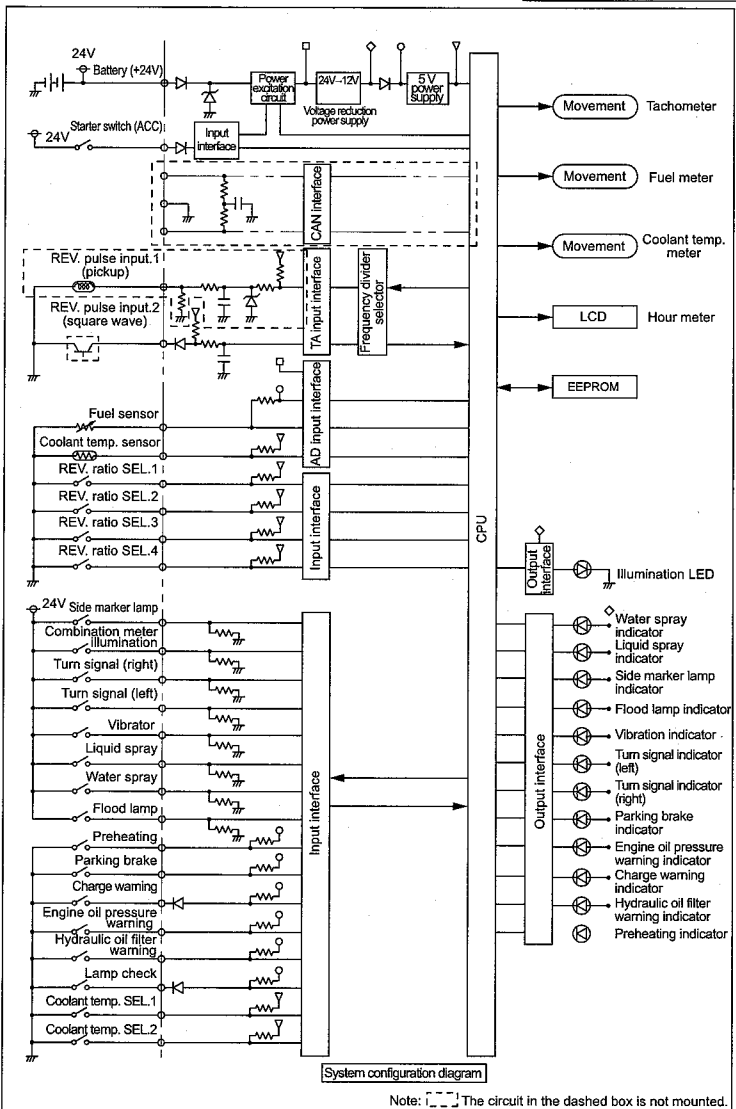 24V
Battery (+24V)
Power excitation circuit
24V→12V
Voltage reduction power supply
5 V power supply
Starter switch (ACC)
24V
Input interface
CAN interface
REV. pulse input.1
(pickup)
REV. pulse input.2
(square wave)
TA input interface
Frequency divider selector
Fuel sensor
Coolant temp. sensor
AD input interface
REV. ratio SEL.1
REV. ratio SEL.2
REV. ratio SEL.3
REV. ratio SEL.4
Input interface
24V
Side marker lamp
Combination meter
illumination
Turn signal (right)
Turn signal (left)
Vibrator
Liquid spray
Water spray
Flood lamp
Preheating
Parking brake
Charge warning
Engine oil pressure
warning
Hydraulic oil filter
warning
Lamp check
Coolant temp. SEL.1
Coolant temp. SEL.2
Input interface
CPU
Movement
Tachometer
Movement
Fuel meter
Movement
Coolant temp.
meter
LCD
Hour meter
EEPROM
Output interface
Illumination LED
Output interface
Water spray
indicator
Liquid spray
indicator
Side marker lamp
indicator
Flood lamp indicator
Vibration indicator
Turn signal indicator
(left)
Turn signal indicator
(right)
Parking brake
indicator
Engine oil pressure
warning indicator
Charge warning
indicator
Hydraulic oil filter
warning indicator
Preheating indicator
System configuration diagram
Note: The circuit in the dashed box is not mounted.